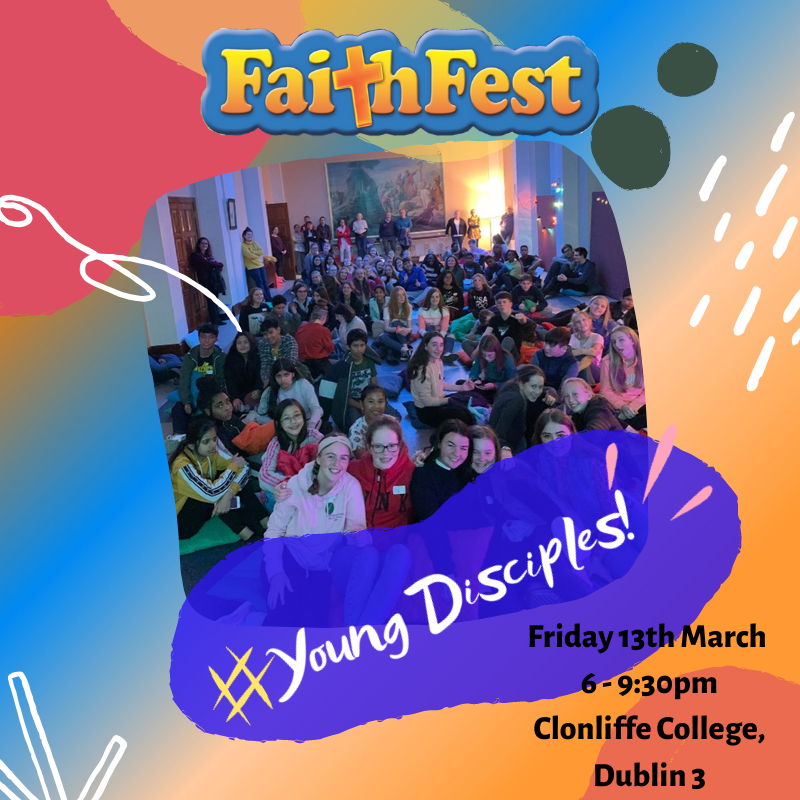 FaithFest
#Young Disciples!
Friday 13th March
6 - 9:30pm
Clonliffe College,
Dublin 3